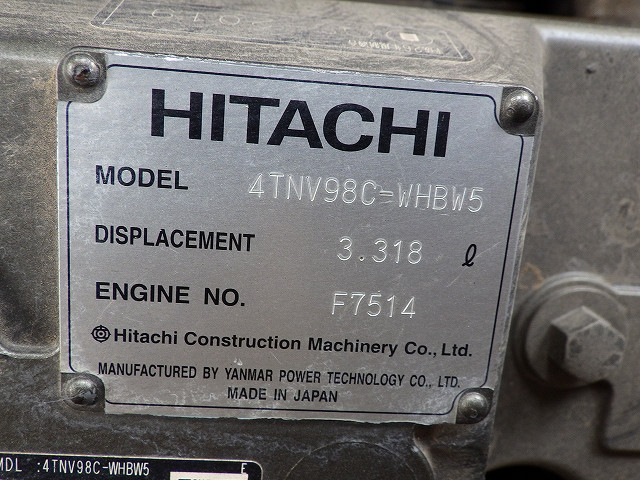 HITACHI
MODEL 4TNV98C-WHBW5
DISPLACEMENT 3.318 ℓ
ENGINE NO. F7514
Hitachi Construction Machinery Co., Ltd.
MANUFACTURED BY YANMAR POWER TECHNOLOGY CO., LTD.
MADE IN JAPAN
MDL :4TNV98C-WHBW5